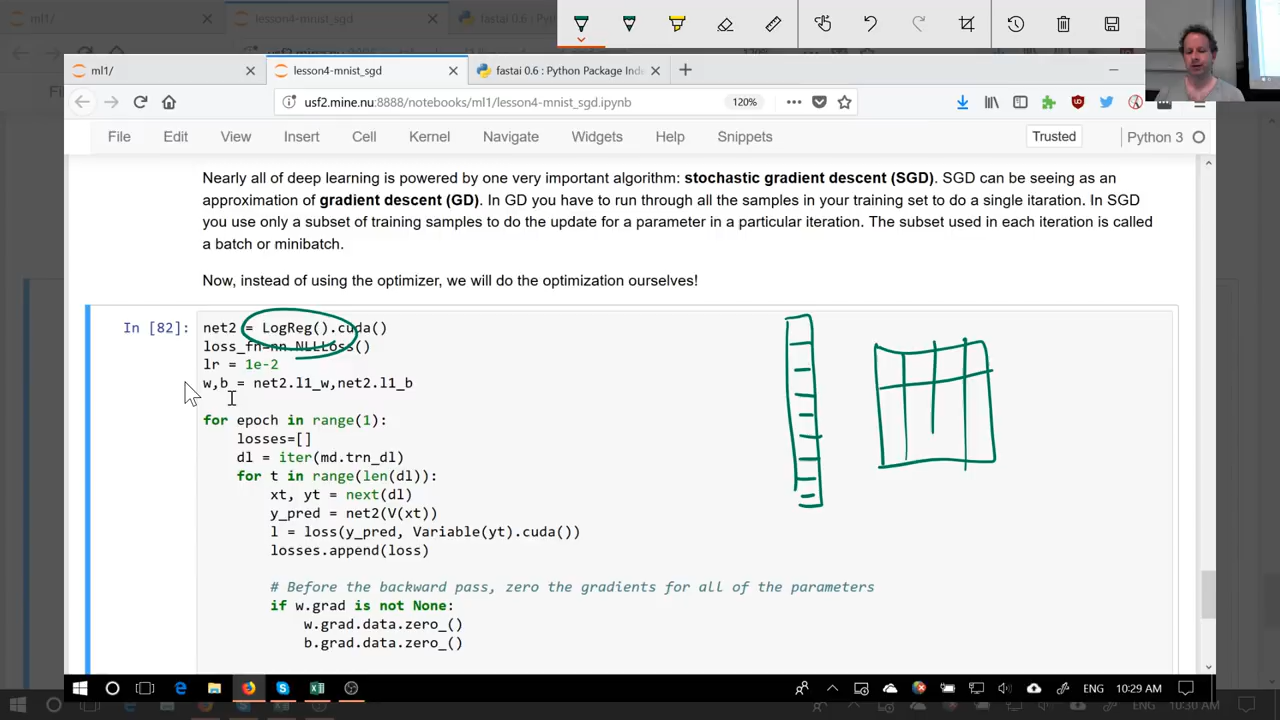 ml1/
lesson4-mnist_sgd
fastai 0.6 : Python Package Inde
usf2.mine.nu:8888/notebooks/ml1/lesson4-mnist_sgd.ipynb
120%
File Edit View Insert Cell Kernel Navigate Widgets Help Snippets
Trusted
Python 3
Nearly all of deep learning is powered by one very important algorithm: stochastic gradient descent (SGD). SGD can be seeing as an
approximation of gradient descent (GD). In GD you have to run through all the samples in your training set to do a single itaration. In SGD
you use only a subset of training samples to do the update for a parameter in a particular iteration. The subset used in each iteration is called
a batch or minibatch.
Now, instead of using the optimizer, we will do the optimization ourselves!
In [82]:
net2 = LogReg().cuda()
loss_fn=nn.NLLLoss()
lr = 1e-2
w,b = net2.l1_w,net2.l1_b
for epoch in range(1):
losses=[]
dl = iter(md.trn_dl)
for t in range(len(dl)):
xt, yt = next(dl)
y_pred = net2(V(xt))
l = loss(y_pred, Variable(yt).cuda())
losses.append(loss)
# Before the backward pass, zero the gradients for all of the parameters
if w.grad is not None:
w.grad.data.zero_()
b.grad.data.zero_()
ENG
10:29 AM
ENG
10:30 AM